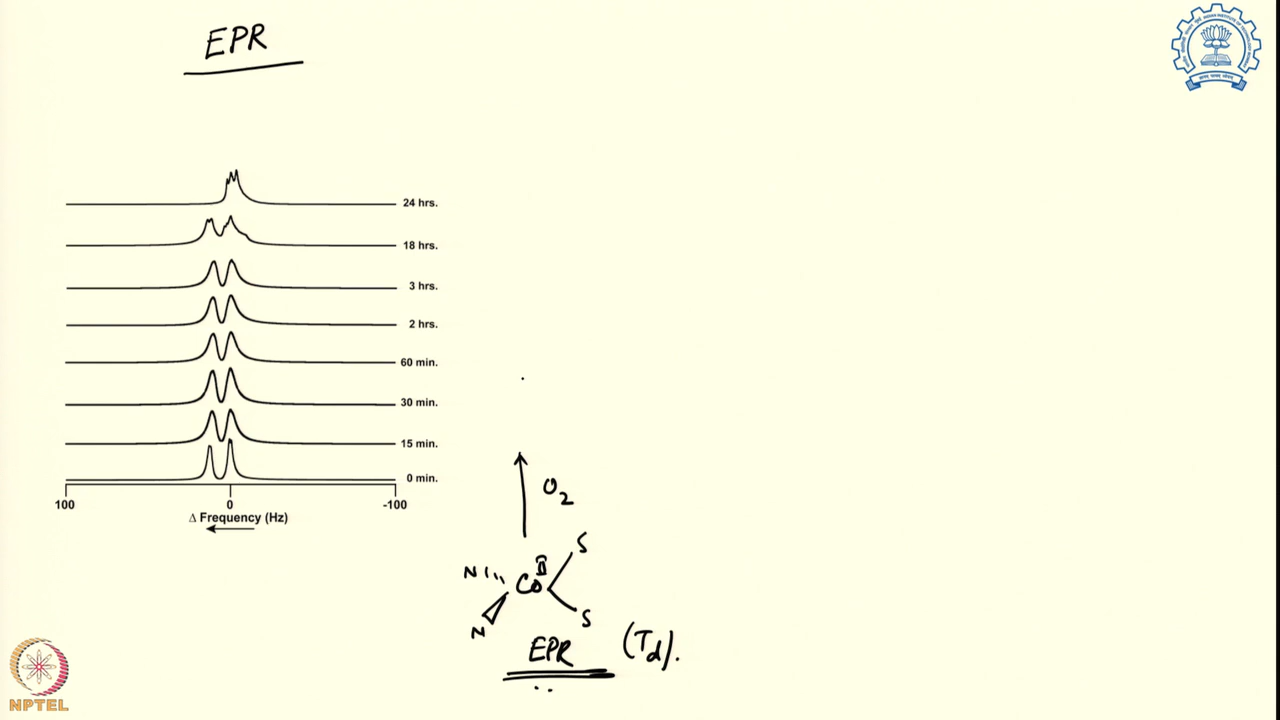 EPR
24 hrs.
18 hrs.
3 hrs.
2 hrs.
60 min.
30 min.
15 min.
0 min.
100 0 -100
Δ Frequency (Hz)
O2
S
N Co II
N S
EPR (Td).
NPTEL